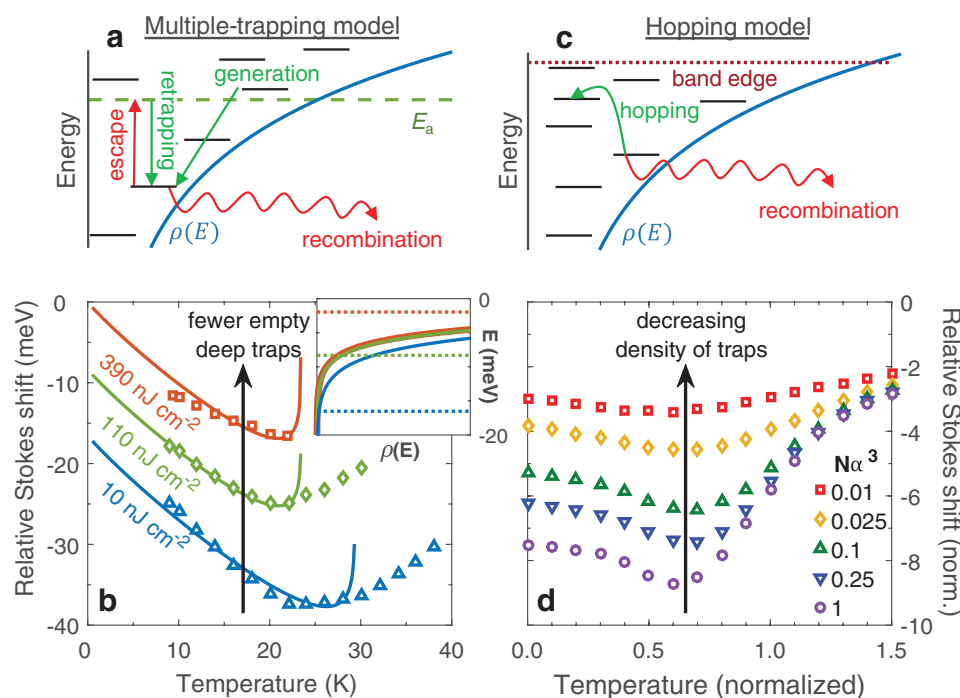 Multiple-trapping model
Hopping model
a
Energy
escape
retrapping
generation
Eₐ
ρ(E)
recombination
c
Energy
band edge
hopping
ρ(E)
recombination
Relative Stokes shift (meV)
0
-10
-20
-30
-40
390 nJ cm⁻²
110 nJ cm⁻²
10 nJ cm⁻²
fewer empty
deep traps
0
E (meV)
-20
ρ(E)
b
0
10
20
30
40
Temperature (K)
decreasing
density of traps
Nα³
0.01
0.025
0.1
0.25
1
d
0
-2
-4
-6
-8
-10
Relative Stokes shift (norm.)
0.0
0.5
1.0
1.5
Temperature (normalized)